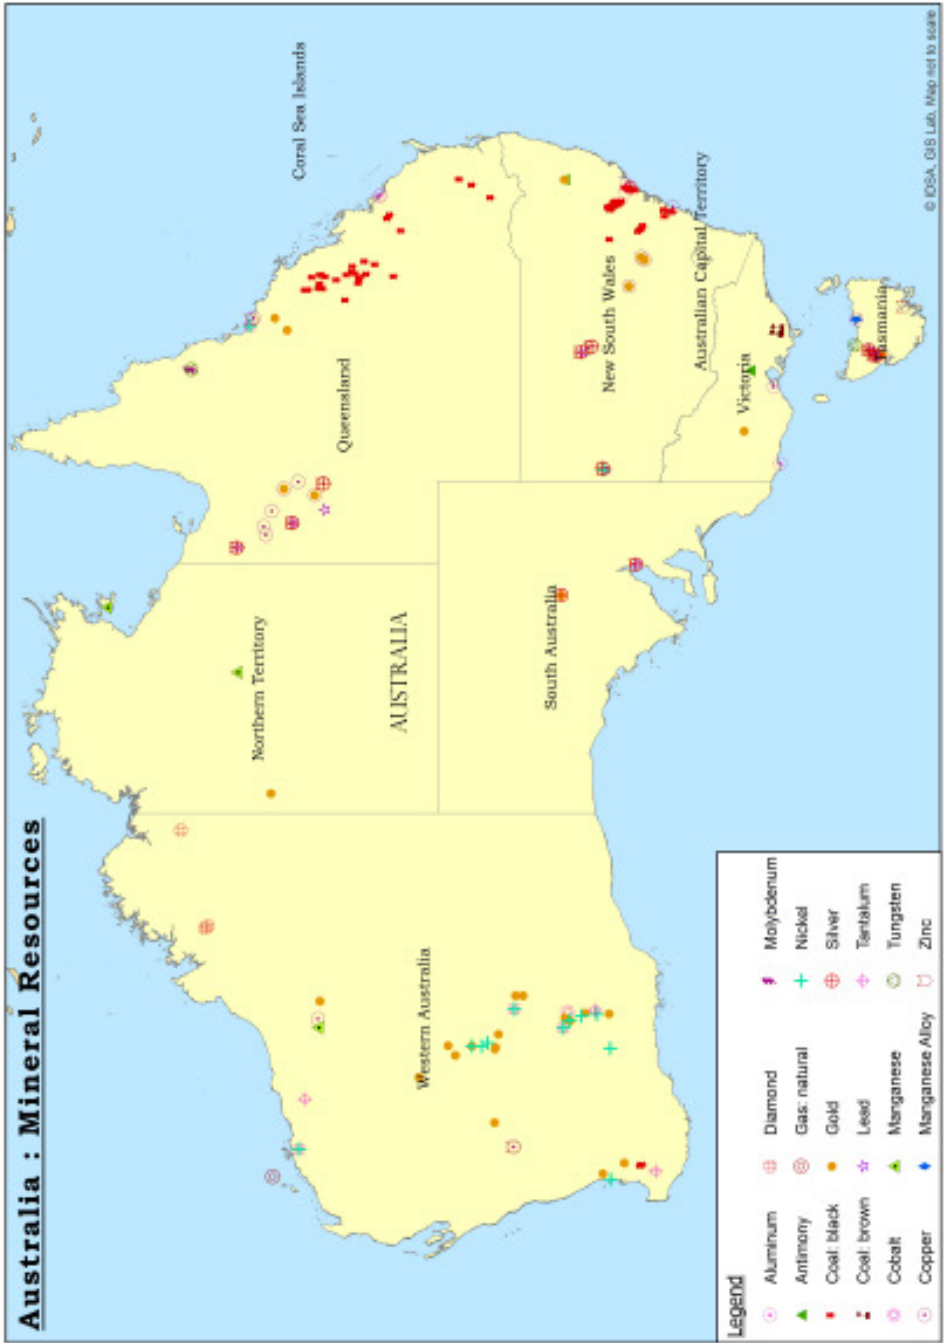 Australia : Mineral Resources
Coral Sea Islands
Northern Territory
Queensland
AUSTRALIA
Western Australia
South Australia
New South Wales
Australian Capital Territory
Victoria
Tasmania
Legend
Aluminum
Antimony
Coal: black
Coal: brown
Cobalt
Copper
Diamond
Gas: natural
Gold
Lead
Manganese
Manganese Alloy
Molybdenum
Nickel
Silver
Tantalum
Tungsten
Zinc
© IDSA, GIS Lab, Map not to scale